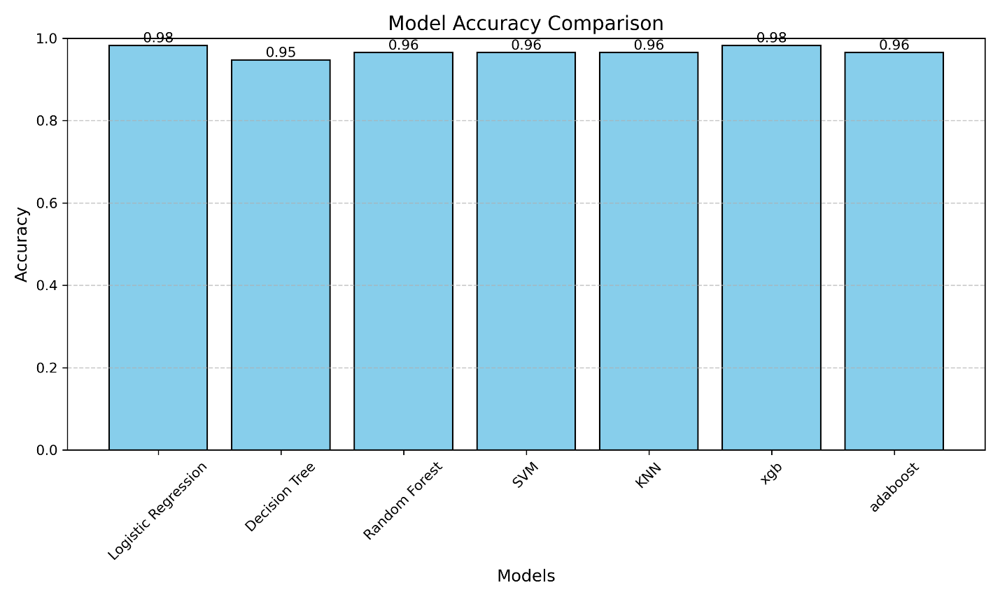 Model Accuracy Comparison
1.0
0.8
0.6
0.4
0.2
0.0
Accuracy
0.98
0.95
0.96
0.96
0.96
0.98
0.96
Logistic Regression
Decision Tree
Random Forest
SVM
KNN
xgb
adaboost
Models